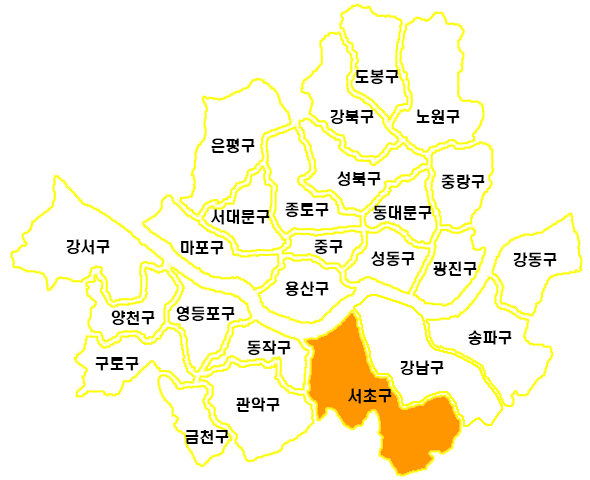 도봉구
강북구
노원구
은평구
성북구
중랑구
서대문구
종토구
동대문구
강서구
마포구
중구
성동구
광진구
강동구
용산구
양천구
영등포구
동작구
송파구
구토구
강남구
서초구
관악구
금천구